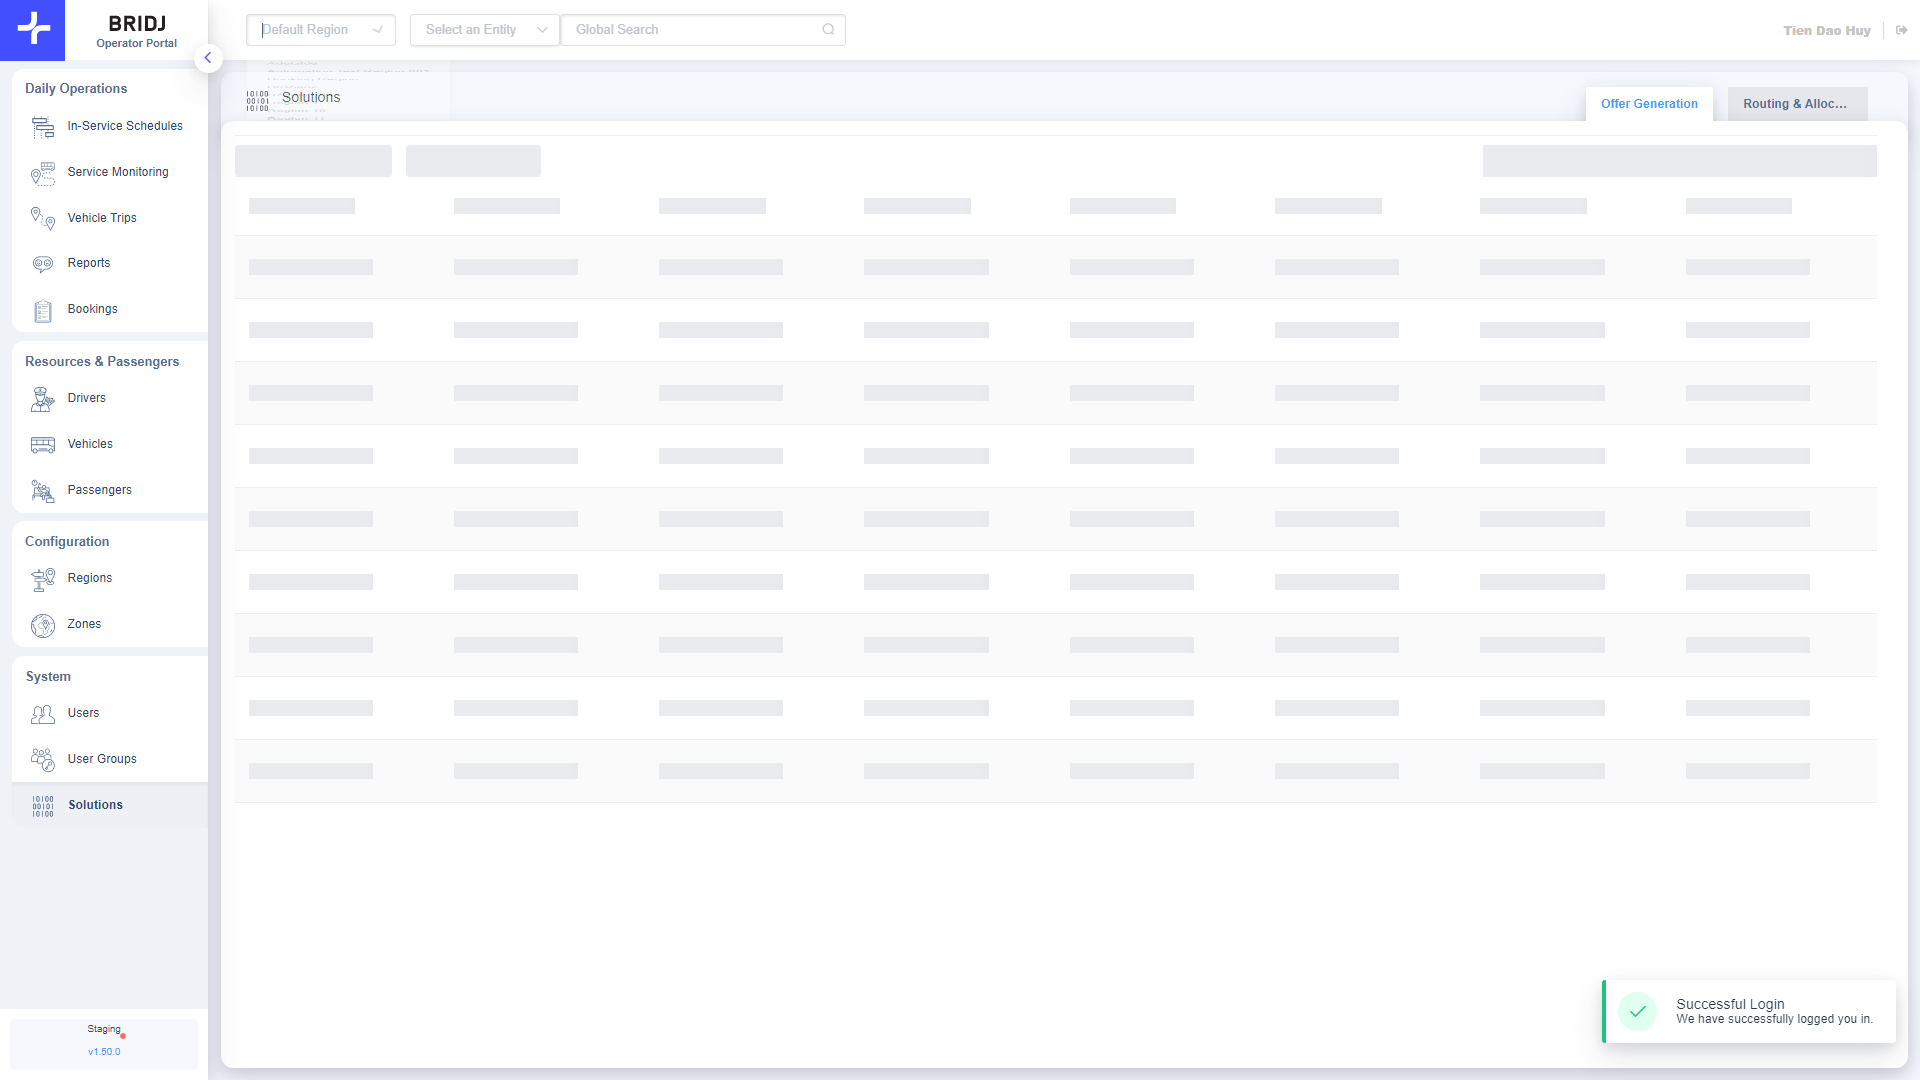 BRIDJ
Operator Portal
Default Region
Select an Entity
Global Search
Tien Dao Huy
Daily Operations
In-Service Schedules
Service Monitoring
Vehicle Trips
Reports
Bookings
Resources & Passengers
Drivers
Vehicles
Passengers
Configuration
Regions
Zones
System
Users
User Groups
Solutions
Staging
v1.50.0
Solutions
Offer Generation
Routing & Alloc...
Successful Login
We have successfully logged you in.